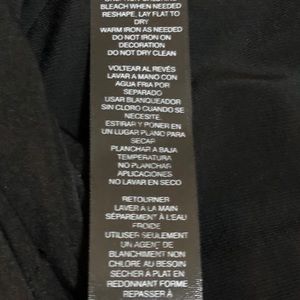 BLEACH WHEN NEEDED
RESHAPE, LAY FLAT TO
DRY
WARM IRON AS NEEDED
DO NOT IRON ON
DECORATION
DO NOT DRY CLEAN
VOLTEAR AL REVÉS
LAVAR A MANO CON
AGUA FRIA POR
SEPARADO
USAR BLANQUEADOR
SIN CLORO CUANDO SE
NECESITE.
ESTIRAR Y PONER EN
UN LUGAR PLANO PARA
SECAR
PLANCHAR A BAJA
TEMPERATURA
NO PLANCHAR
APLICACIONES
NO LAVAR EN SECO
RETOURNER
LAVER A LA MAIN
SÉPARÉMENT À L'EAU
FROIDE
UTILISER SEULEMENT
UN AGENT DE
BLANCHIMENT NON
CHLORE AU BESOIN
SÉCHER A PLAT EN
REDONNANT FORME
REPASSER À